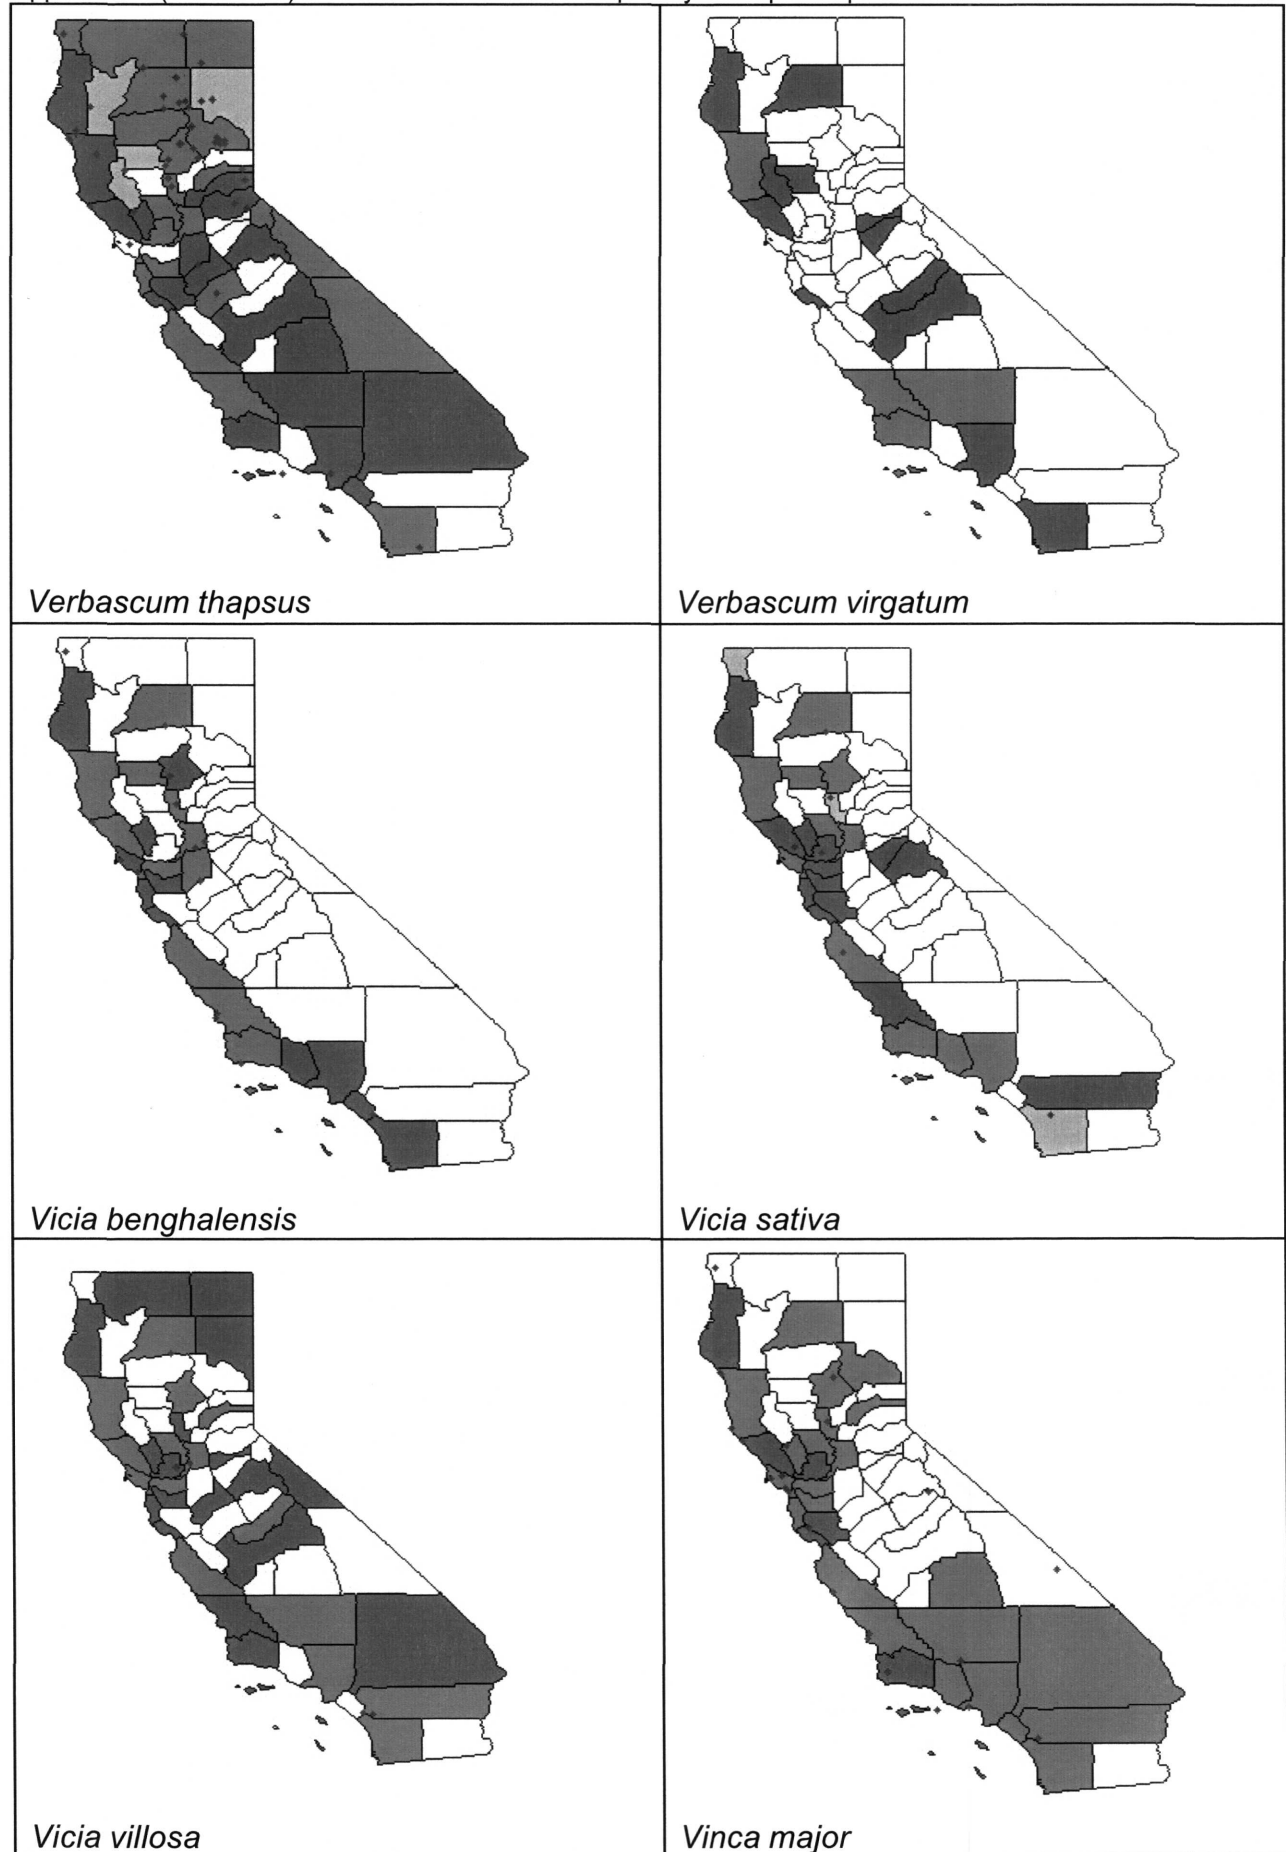 Verbascum thapsus
Verbascum virgatum
Vicia benghalensis
Vicia sativa
Vicia villosa
Vinca major